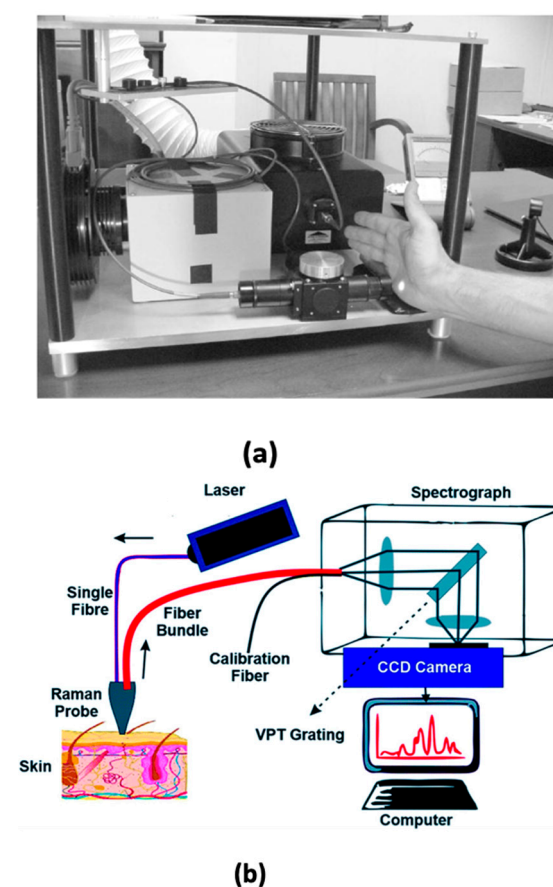 (a)
Laser
Spectrograph
Single
Fibre
Fiber
Bundle
Calibration
Fiber
CCD Camera
Raman
Probe
VPT Grating
Skin
Computer
(b)